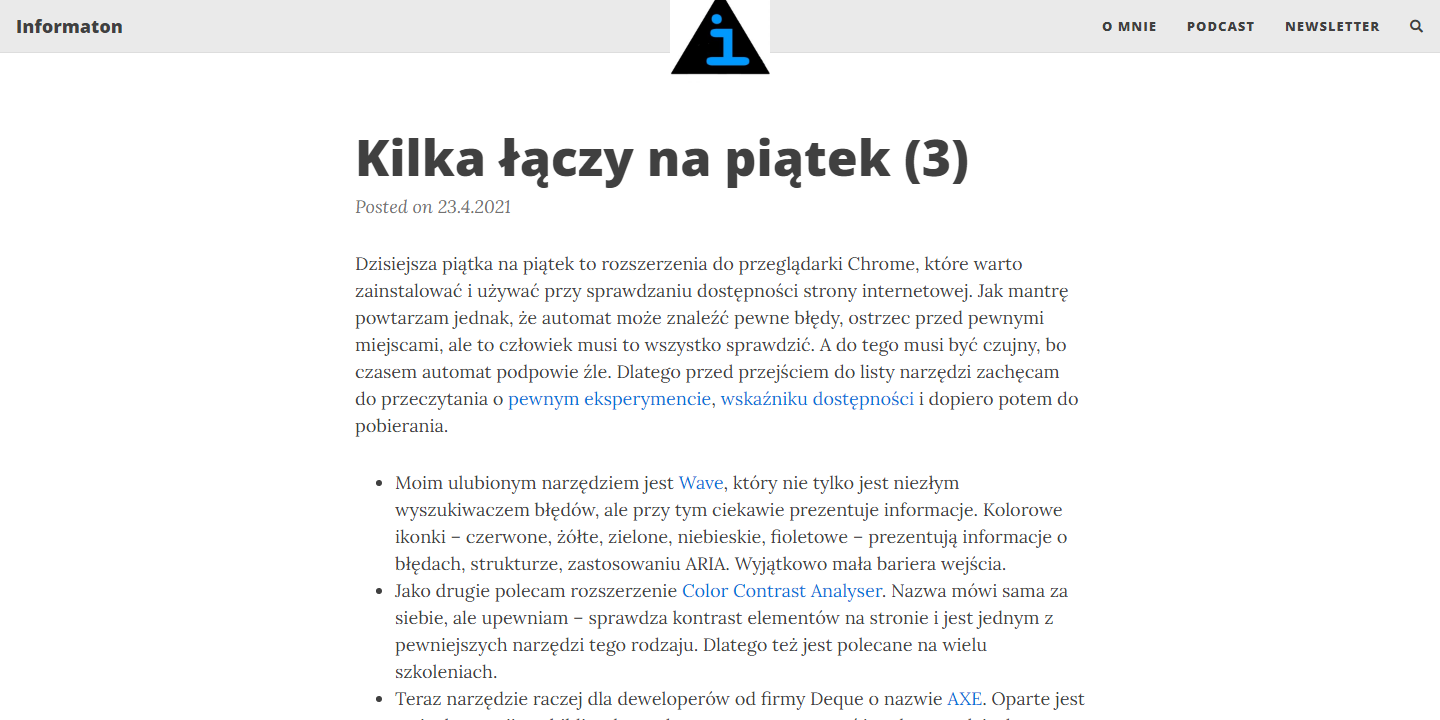 Informaton
i
O MNIE
PODCAST
NEWSLETTER
Kilka łączy na piątek (3)
Posted on 23.4.2021
Dzisiejsza piątka na piątek to rozszerzenia do przeglądarki Chrome, które warto
zainstalować i używać przy sprawdzaniu dostępności strony internetowej. Jak mantrę
powtarzam jednak, że automat może znaleźć pewne błędy, ostrzec przed pewnymi
miejscami, ale to człowiek musi to wszystko sprawdzić. A do tego musi być czujny, bo
czasem automat podpowie źle. Dlatego przed przejściem do listy narzędzi zachęcam
do przeczytania o pewnym eksperymencie, wskaźniku dostępności i dopiero potem do
pobierania.
• Moim ulubionym narzędziem jest Wave, który nie tylko jest niezłym
wyszukiwaczem błędów, ale przy tym ciekawie prezentuje informacje. Kolorowe
ikonki – czerwone, żółte, zielone, niebieskie, fioletowe – prezentują informacje o
błędach, strukturze, zastosowaniu ARIA. Wyjątkowo mała bariera wejścia.
• Jako drugie polecam rozszerzenie Color Contrast Analyser. Nazwa mówi sama za
siebie, ale upewniam – sprawdza kontrast elementów na stronie i jest jednym z
pewniejszych narzędzi tego rodzaju. Dlatego też jest polecane na wielu
szkoleniach.
• Teraz narzędzie raczej dla deweloperów od firmy Deque o nazwie AXE. Oparte jest